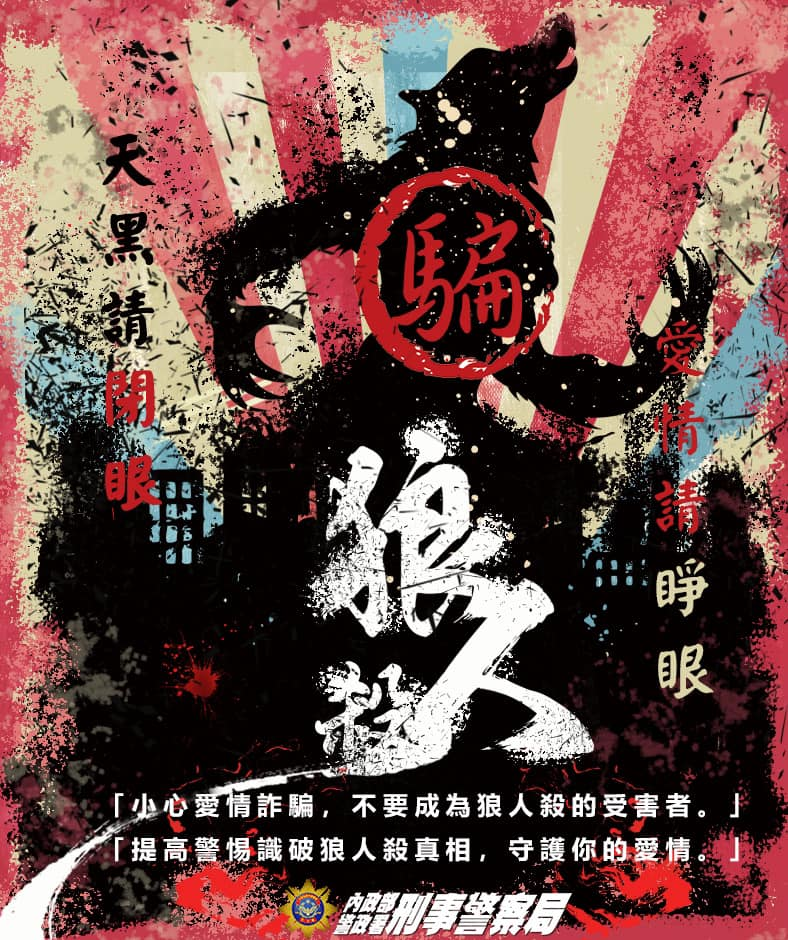 天黑請閉眼
騙
愛情請睜眼
狼人殺
「小心愛情詐騙，不要成為狼人殺的受害者。」
「提高警惕識破狼人殺真相，守護你的愛情。」
內政部
警政署
刑事警察局